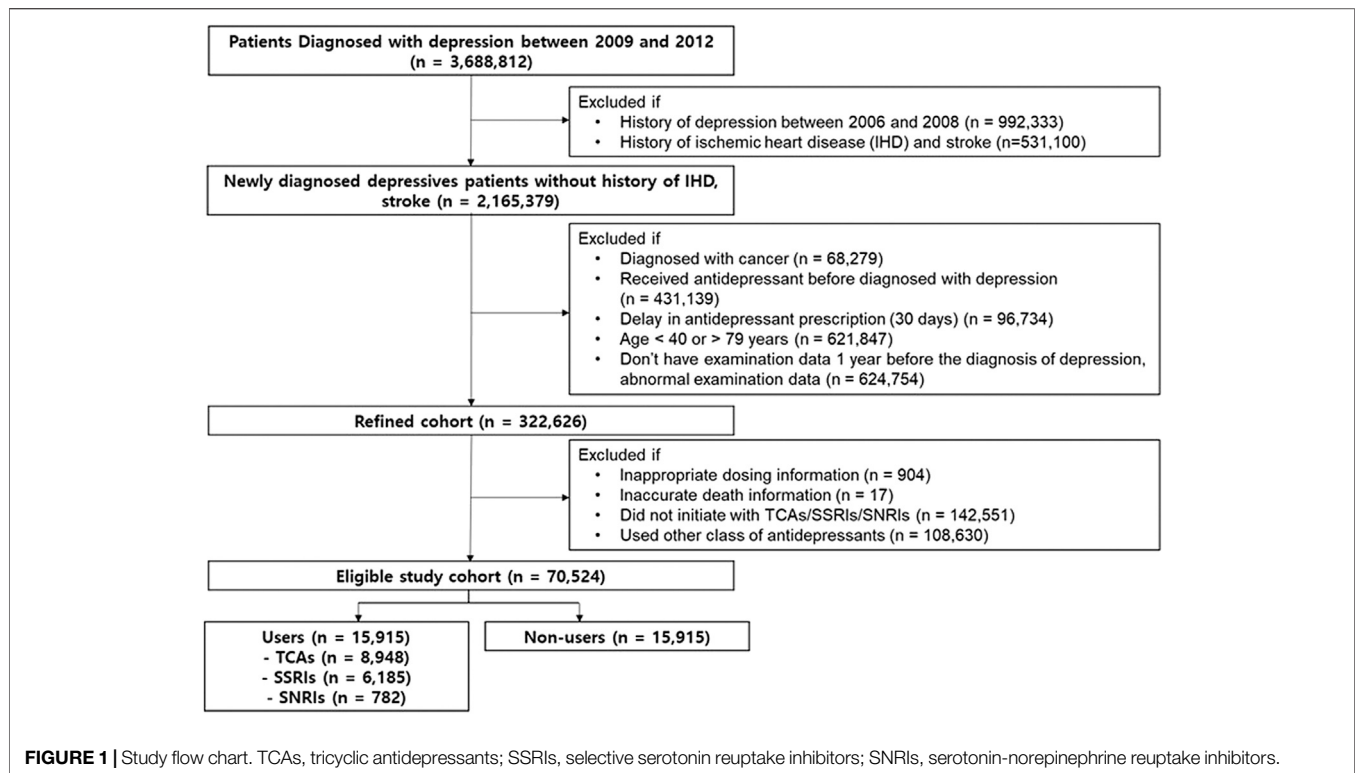 Patients Diagnosed with depression between 2009 and 2012
(n = 3,688,812)
Excluded if
• History of depression between 2006 and 2008 (n = 992,333)
• History of ischemic heart disease (IHD) and stroke (n=531,100)
Newly diagnosed depressives patients without history of IHD,
stroke (n = 2,165,379)
Excluded if
• Diagnosed with cancer (n = 68,279)
• Received antidepressant before diagnosed with depression
(n = 431,139)
• Delay in antidepressant prescription (30 days) (n = 96,734)
• Age < 40 or > 79 years (n = 621,847)
• Don't have examination data 1 year before the diagnosis of depression,
abnormal examination data (n = 624,754)
Refined cohort (n = 322,626)
Excluded if
• Inappropriate dosing information (n = 904)
• Inaccurate death information (n = 17)
• Did not initiate with TCAs/SSRIs/SNRIs (n = 142,551)
• Used other class of antidepressants (n = 108,630)
Eligible study cohort (n = 70,524)
Users (n = 15,915)
- TCAs (n = 8,948)
- SSRIs (n = 6,185)
- SNRIs (n = 782)
Non-users (n = 15,915)
FIGURE 1 | Study flow chart. TCAs, tricyclic antidepressants; SSRIs, selective serotonin reuptake inhibitors; SNRIs, serotonin-norepinephrine reuptake inhibitors.